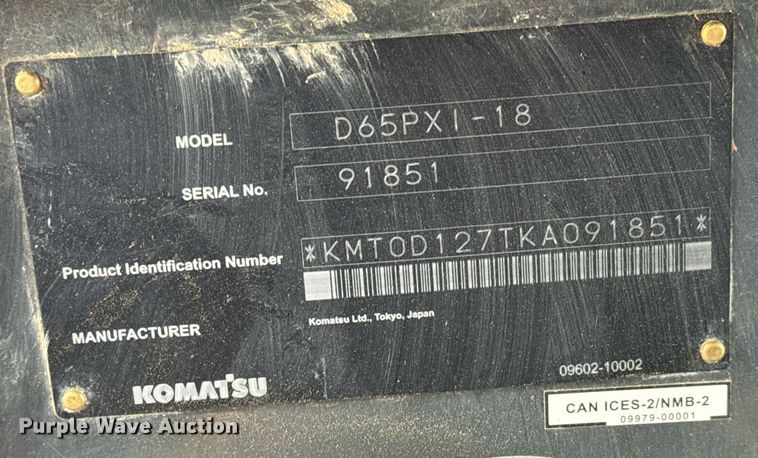 MODEL D65PXI-18
SERIAL No. 91851
Product Identification Number *KMT0D127TKA091851*
MANUFACTURER Komatsu Ltd., Tokyo, Japan
09602-10002
KOMATSU
CAN ICES-2/NMB-2
09979-00001
Purple Wave Auction